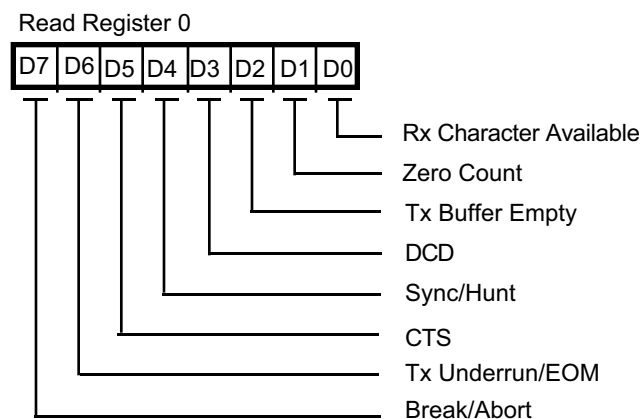 Read Register 0
D7 D6 D5 D4 D3 D2 D1 D0
Rx Character Available
Zero Count
Tx Buffer Empty
DCD
Sync/Hunt
CTS
Tx Underrun/EOM
Break/Abort